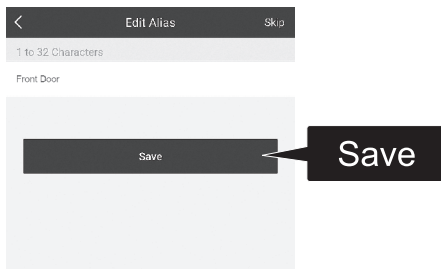 Edit Alias
Skip
1 to 32 Characters
Front Door
Save
Save